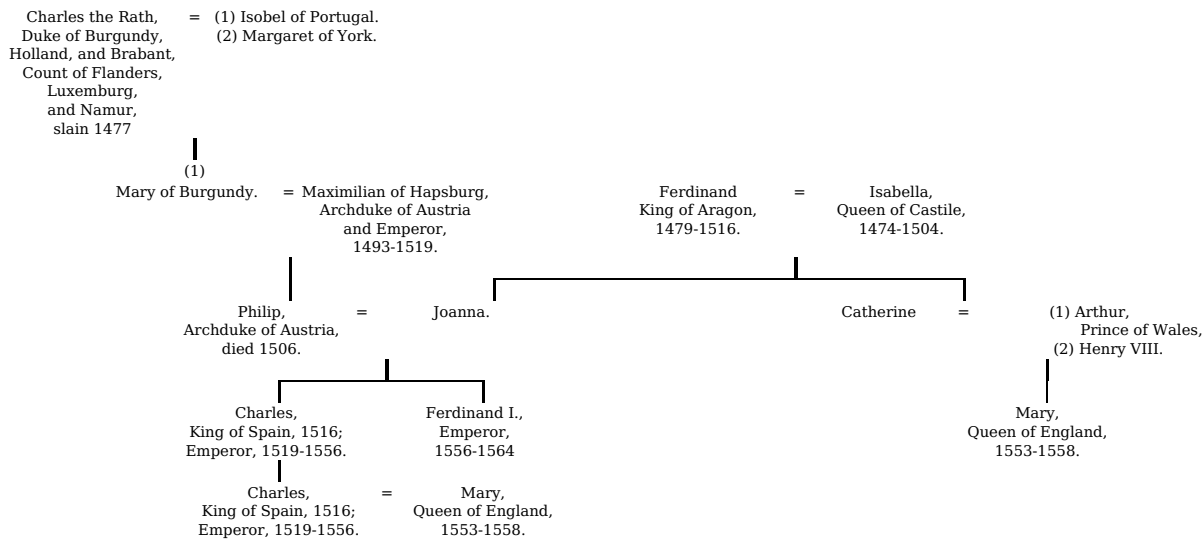 Charles the Rath, = (1) Isobel of Portugal.
Duke of Burgundy, (2) Margaret of York.
Holland, and Brabant,
Count of Flanders,
Luxemburg,
and Namur,
slain 1477
(1)
Mary of Burgundy. = Maximilian of Hapsburg,
Archduke of Austria
and Emperor,
1493-1519.
Ferdinand = Isabella,
King of Aragon, Queen of Castile,
1479-1516. 1474-1504.
Philip, = Joanna.
Archduke of Austria,
died 1506.
Catherine = (1) Arthur,
Prince of Wales,
(2) Henry VIII.
Charles,
King of Spain, 1516;
Emperor, 1519-1556.
Ferdinand I.,
Emperor,
1556-1564
Mary,
Queen of England,
1553-1558.
Charles, = Mary,
King of Spain, 1516; Queen of England,
Emperor, 1519-1556. 1553-1558.